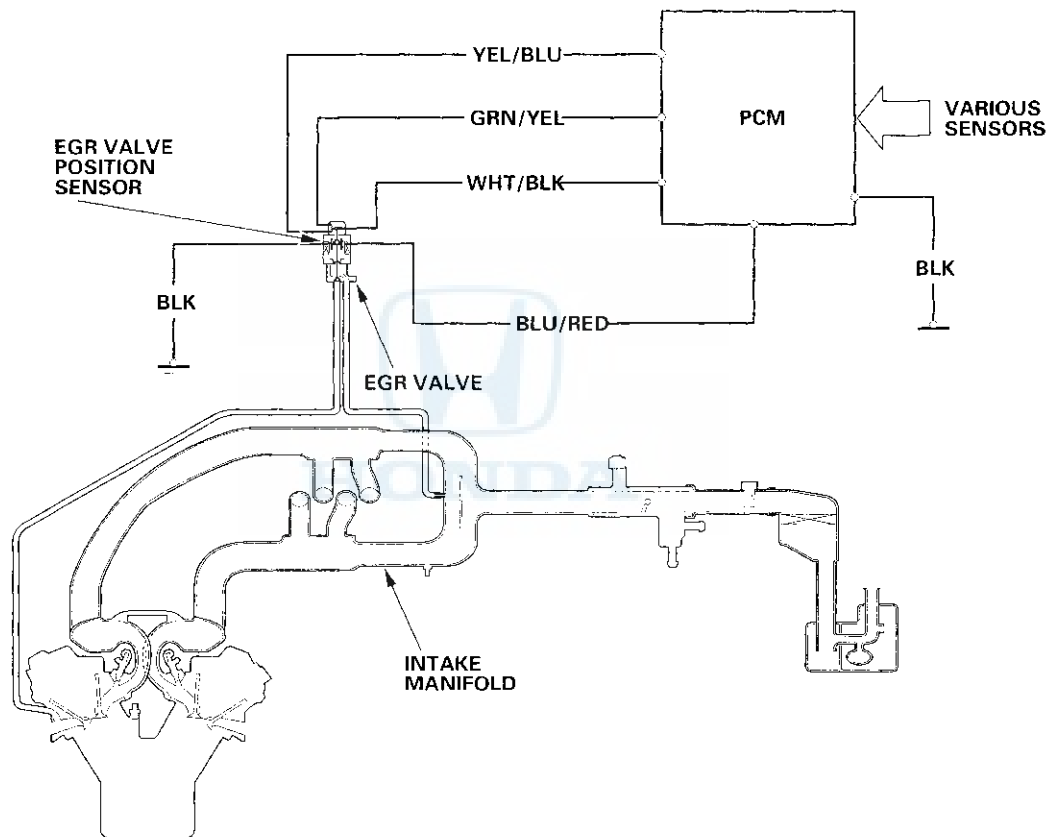 YEL/BLU
GRN/YEL
PCM
VARIOUS
SENSORS
EGR VALVE
POSITION
SENSOR
WHT/BLK
BLK
BLK
BLU/RED
EGR VALVE
HONDA
INTAKE
MANIFOLD